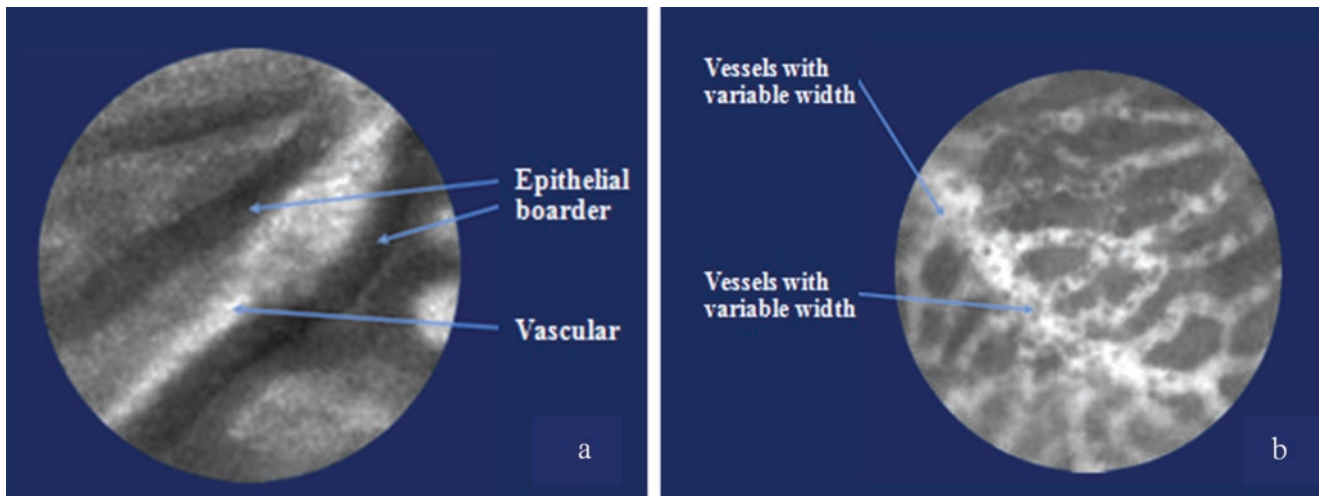 Epithelial
boarder
Vascular
a
Vessels with
variable width
Vessels with
variable width
b